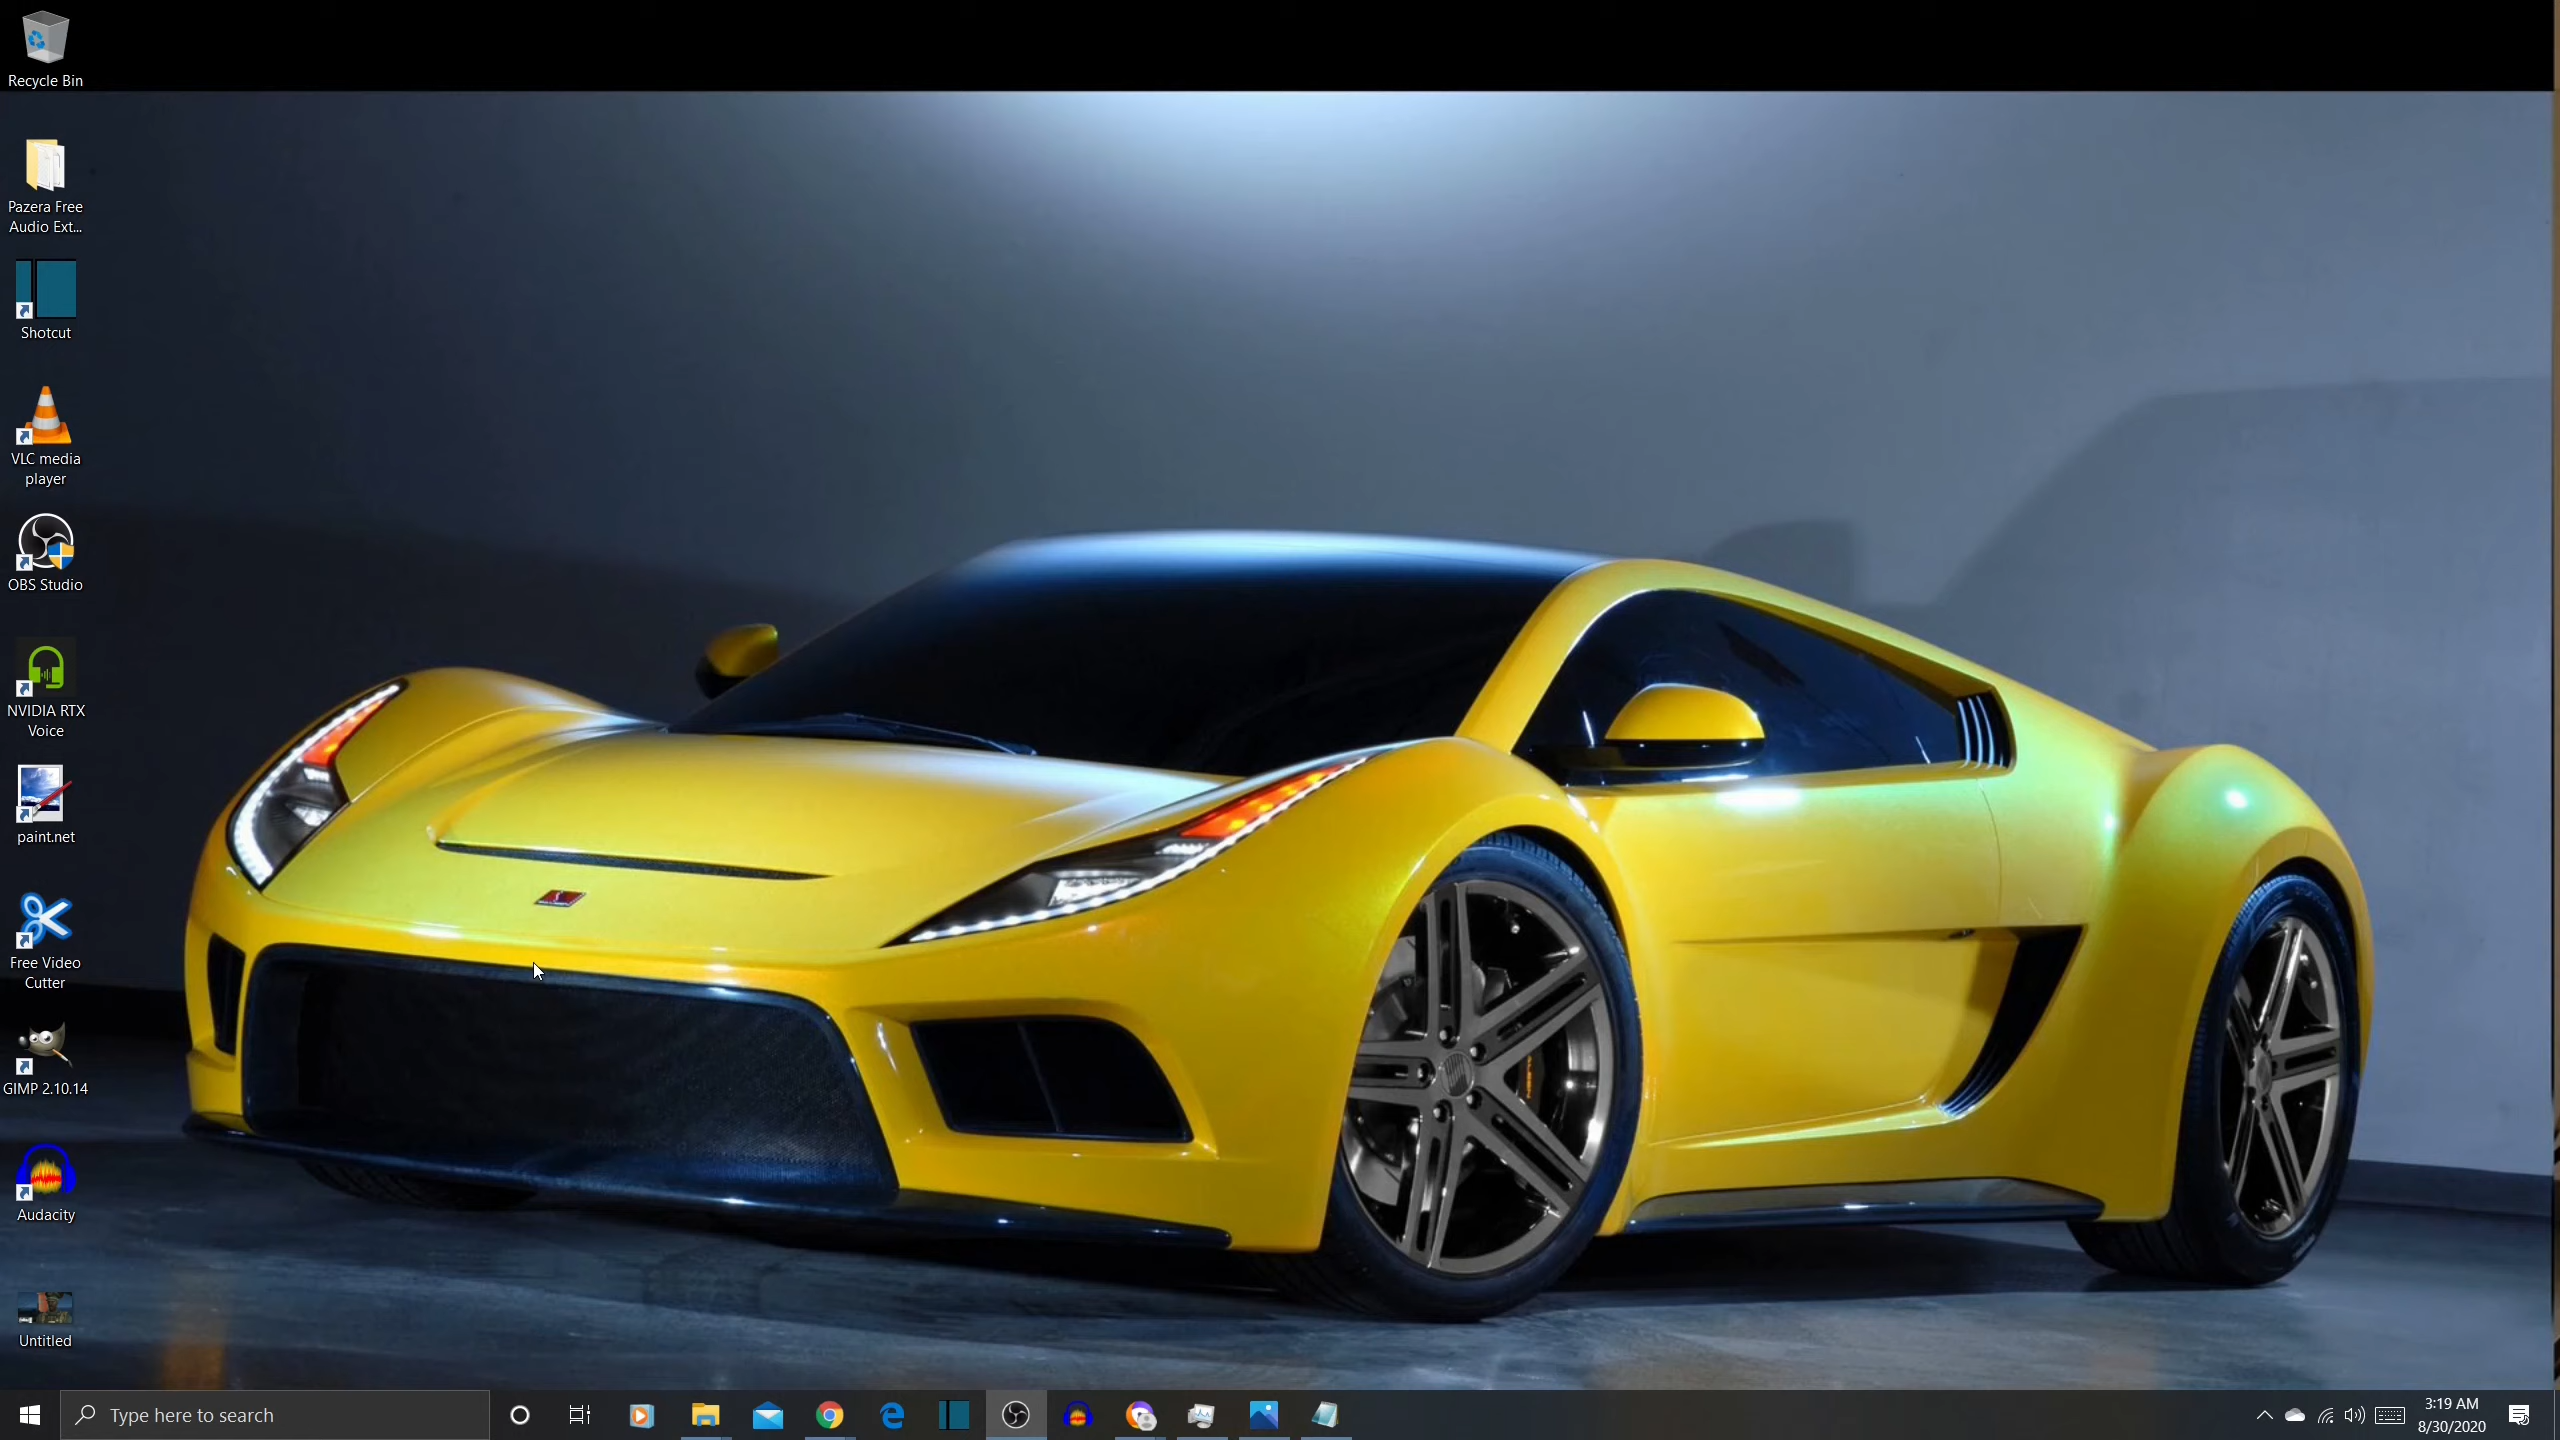 Recycle Bin
Pazera Free
Audio Ext...
Shotcut
VLC media
player
OBS Studio
NVIDIA RTX
Voice
paint.net
Free Video
Cutter
GIMP 2.10.14
Audacity
Untitled
Type here to search
3:19 AM
8/30/2020